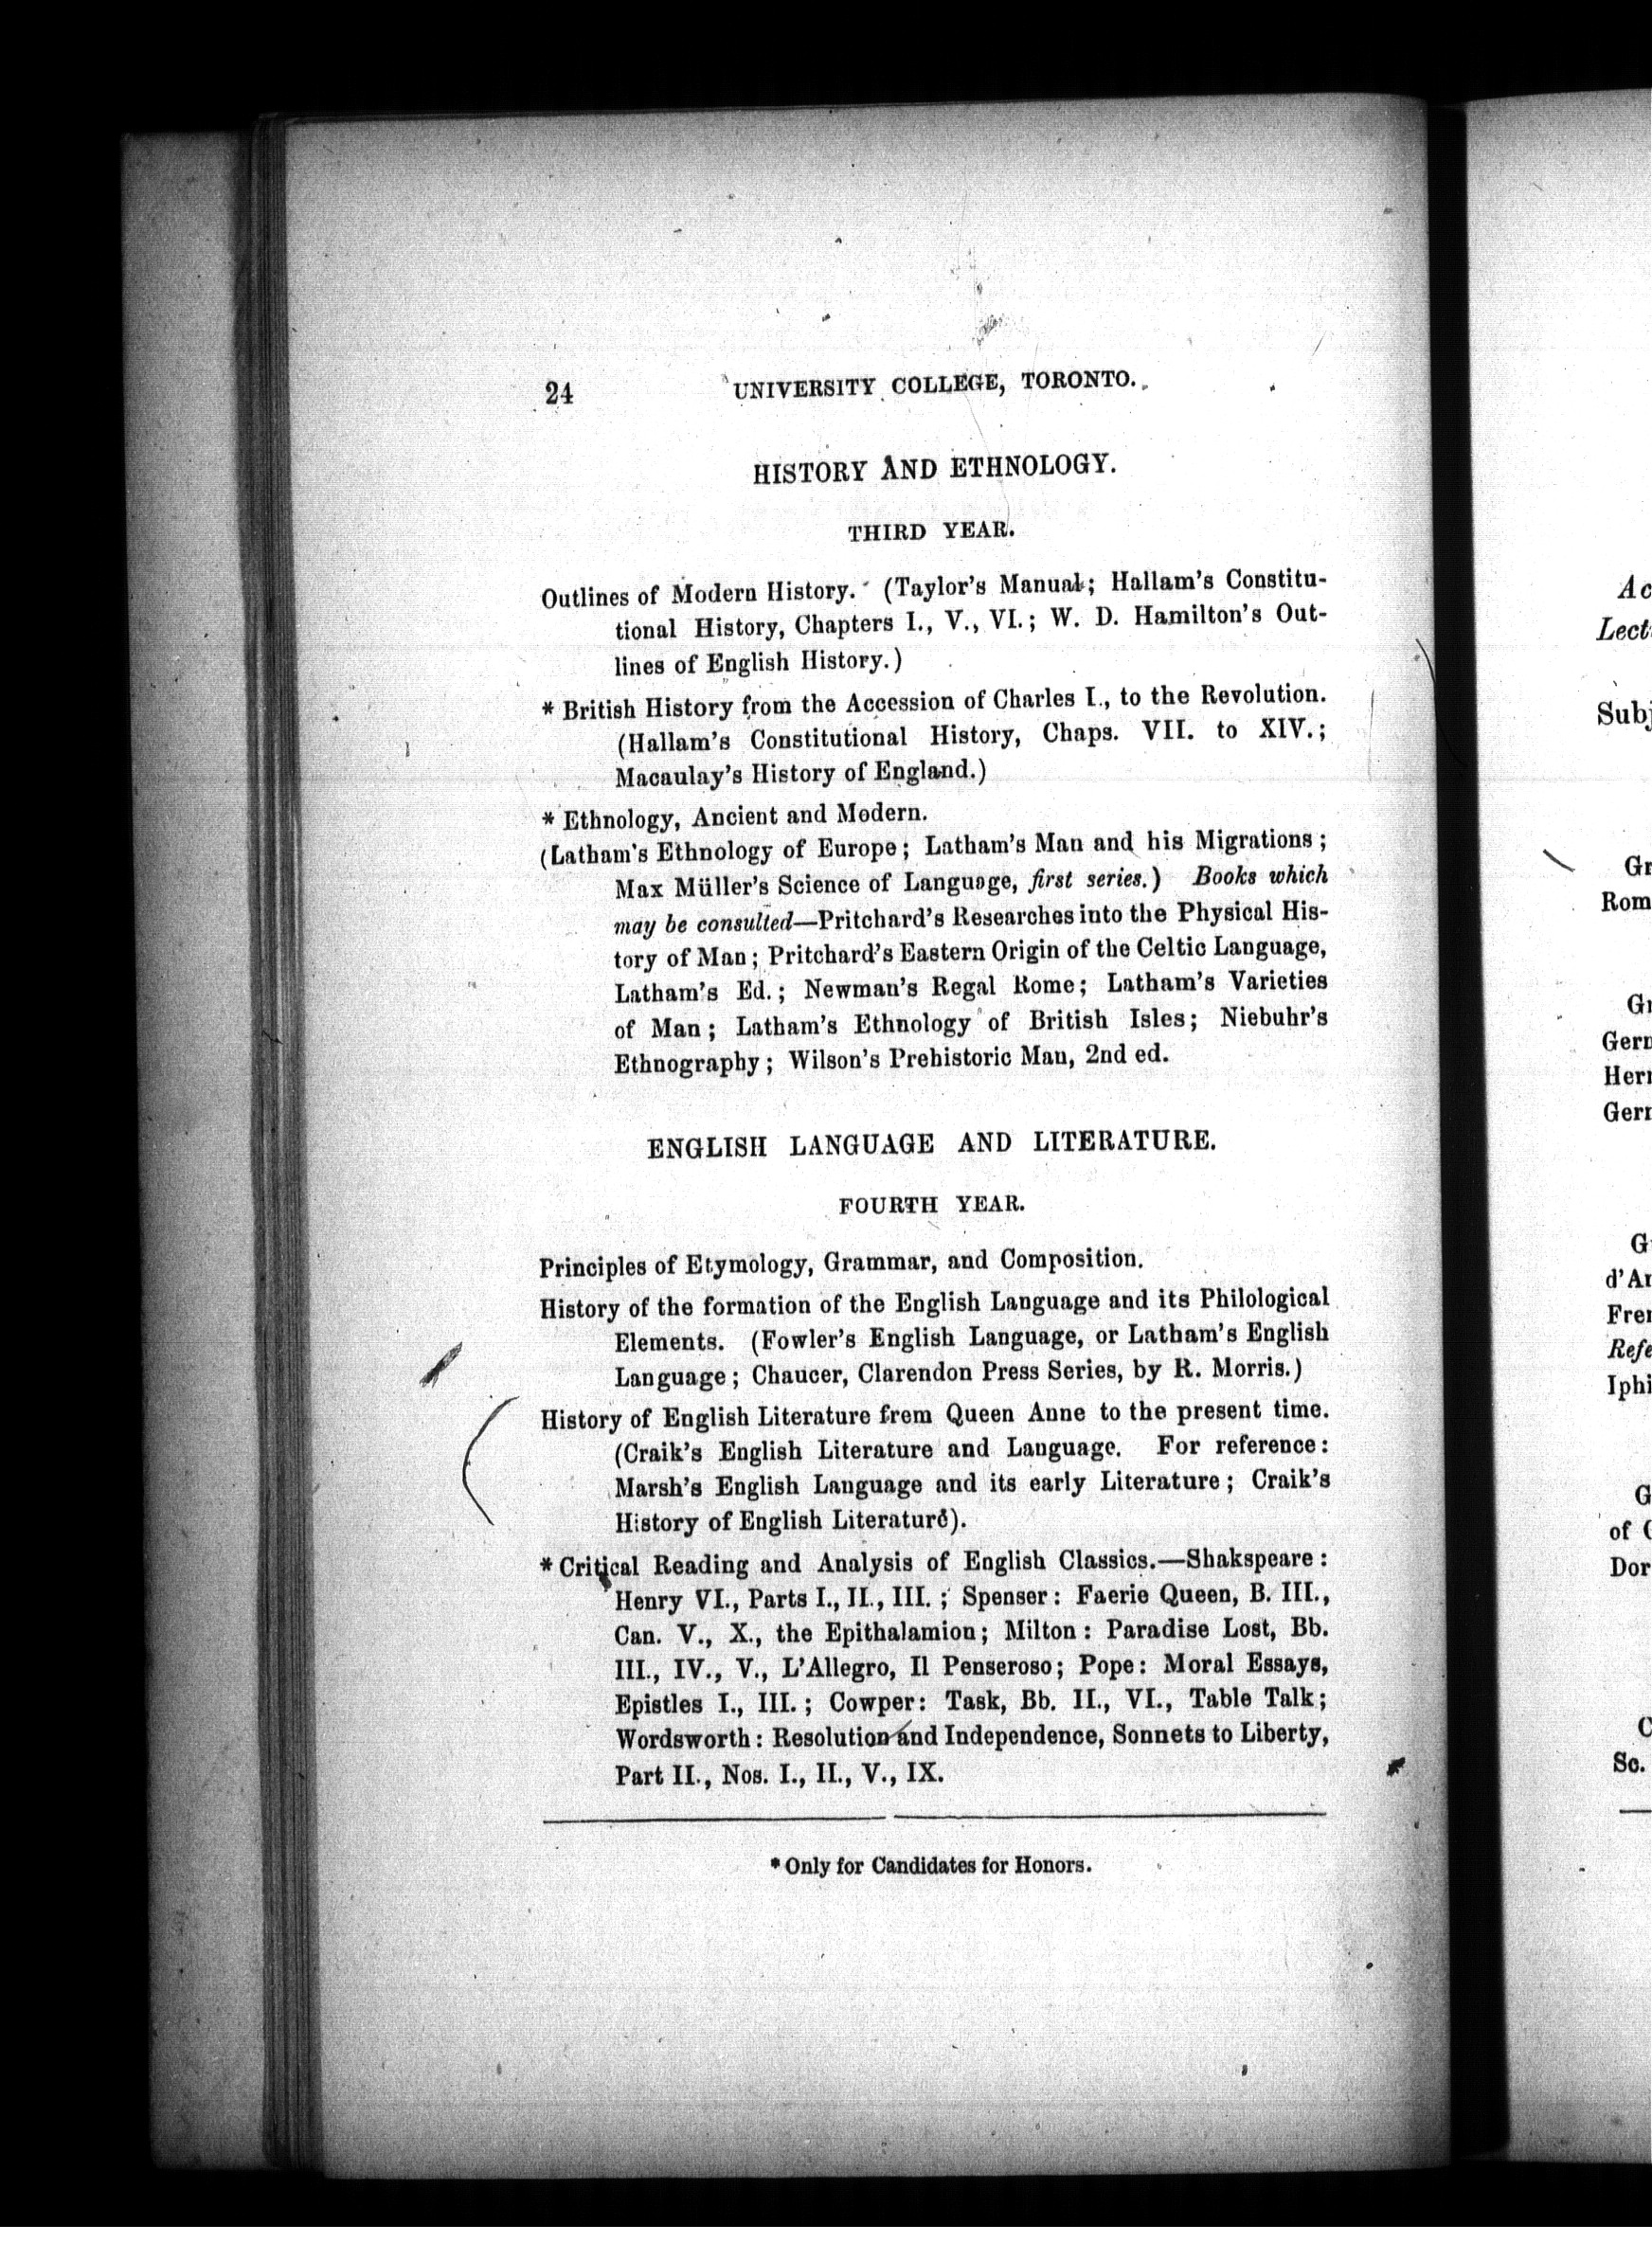 24 UNIVERSITY COLLEGE, TORONTO.
HISTORY AND ETHNOLOGY.
THIRD YEAR.
Outlines of Modern History. (Taylor's Manual; Hallam's Constitu-
tional History, Chapters I., V., VI.; W. D. Hamilton's Out-
lines of English History.)
* British History from the Accession of Charles I., to the Revolution.
(Hallam's Constitutional History, Chaps. VII. to XIV.;
Macaulay's History of England.)
* Ethnology, Ancient and Modern.
(Latham's Ethnology of Europe; Latham's Man and his Migrations;
Max Müller's Science of Language, first series.) Books which
may be consulted—Pritchard's Researches into the Physical His-
tory of Man; Pritchard's Eastern Origin of the Celtic Language,
Latham's Ed.; Newman's Regal Rome; Latham's Varieties
of Man; Latham's Ethnology of British Isles; Niebuhr's
Ethnography; Wilson's Prehistoric Man, 2nd ed.
ENGLISH LANGUAGE AND LITERATURE.
FOURTH YEAR.
Principles of Etymology, Grammar, and Composition.
History of the formation of the English Language and its Philological
Elements. (Fowler's English Language, or Latham's English
Language; Chaucer, Clarendon Press Series, by R. Morris.)
History of English Literature frem Queen Anne to the present time.
(Craik's English Literature and Language. For reference:
Marsh's English Language and its early Literature; Craik's
History of English Literature).
* Critical Reading and Analysis of English Classics.—Shakspeare:
Henry VI., Parts I., II., III.; Spenser: Faerie Queen, B. III.,
Can. V., X., the Epithalamion; Milton: Paradise Lost, Bb.
III., IV., V., L'Allegro, Il Penseroso; Pope: Moral Essays,
Epistles I., III.; Cowper: Task, Bb. II., VI., Table Talk;
Wordsworth: Resolution and Independence, Sonnets to Liberty,
Part II., Nos. I., II., V., IX.
* Only for Candidates for Honors.
Ac
Lect
Subj
Gr
Rom
Ger
Her
Ger
G
d'Ar
Fre
Refe
Iphi
G
of
Dor
Sc.